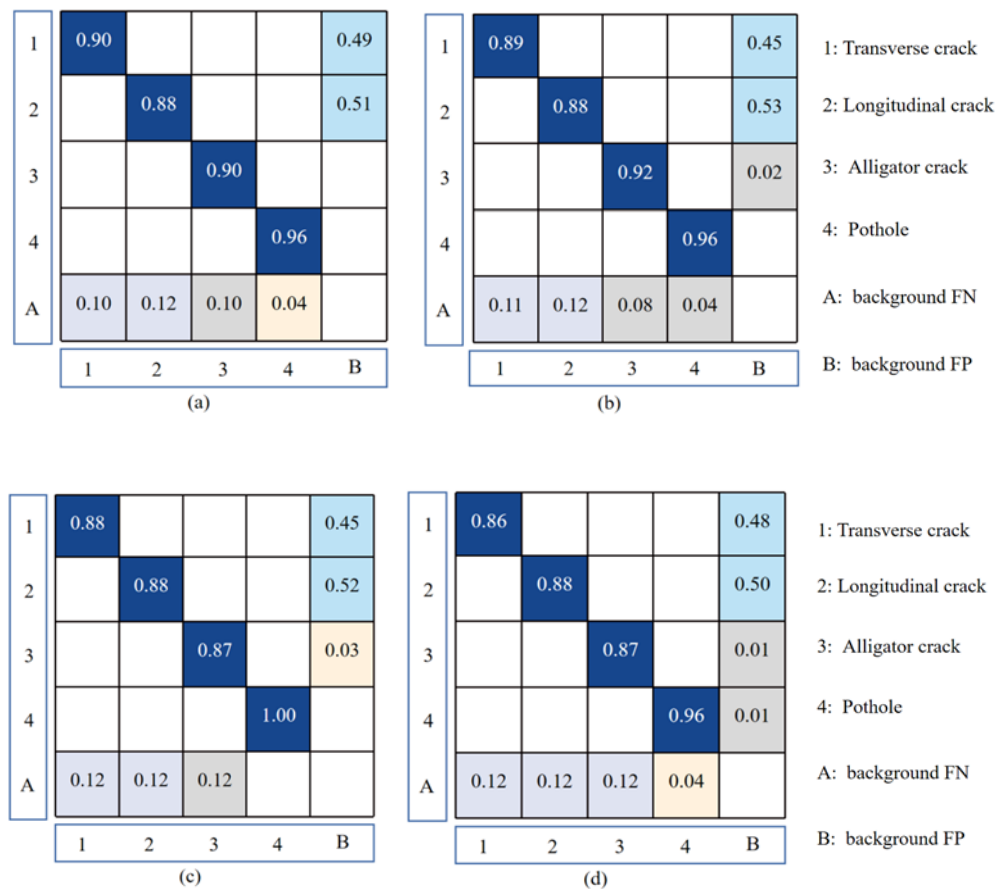 1 0.90 0.49
2 0.88 0.51
3 0.90
4 0.96
A 0.10 0.12 0.10 0.04
1 2 3 4 B
(a)
1 0.89 0.45
2 0.88 0.53
3 0.92 0.02
4 0.96
A 0.11 0.12 0.08 0.04
1 2 3 4 B
(b)
1: Transverse crack
2: Longitudinal crack
3: Alligator crack
4: Pothole
A: background FN
B: background FP
1 0.88 0.45
2 0.88 0.52
3 0.87 0.03
4 1.00
A 0.12 0.12 0.12
1 2 3 4 B
(c)
1 0.86 0.48
2 0.88 0.50
3 0.87 0.01
4 0.96 0.01
A 0.12 0.12 0.12 0.04
1 2 3 4 B
(d)
1: Transverse crack
2: Longitudinal crack
3: Alligator crack
4: Pothole
A: background FN
B: background FP